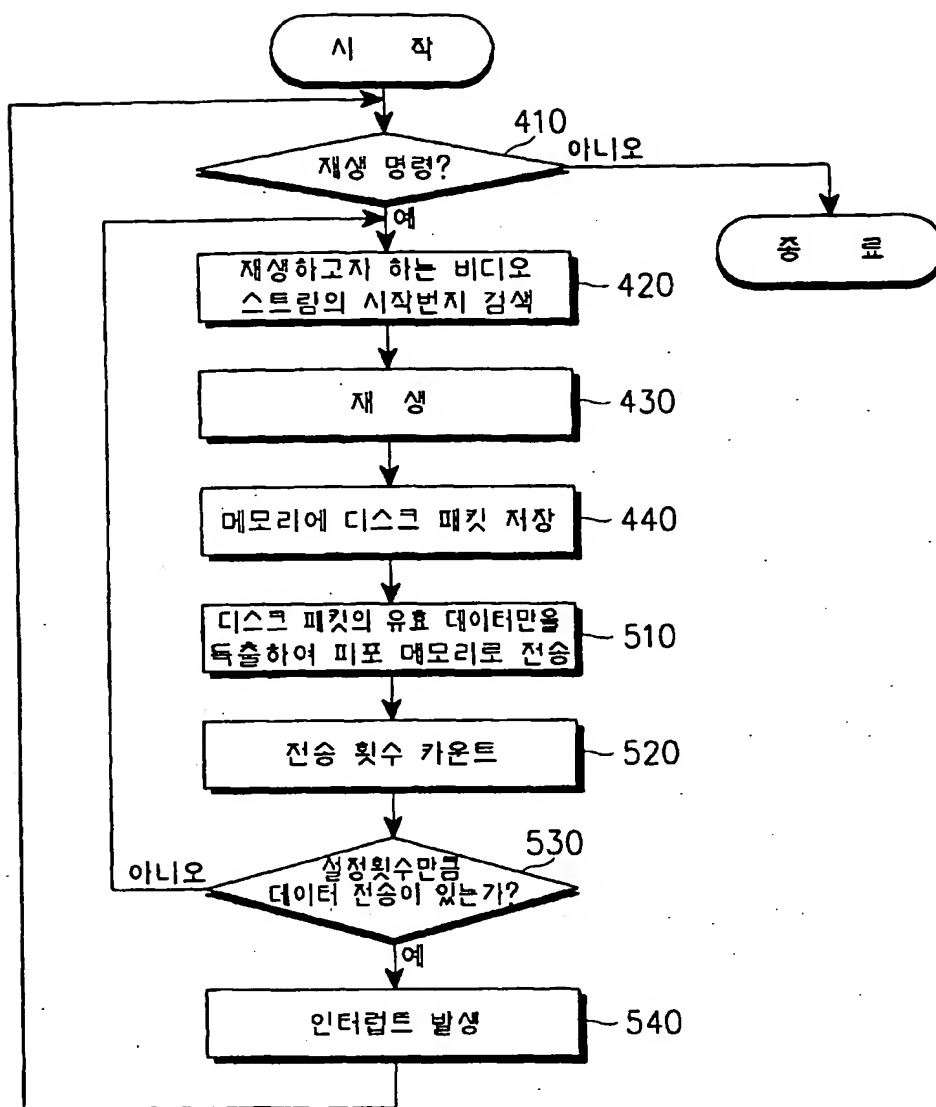 시 작
410
재생 명령?
아니오
예
종 료
재생하고자 하는 비디오
스트림의 시작번지 검색
420
재 생
430
메모리에 디스크 패킷 저장
440
디스크 패킷의 유효 데이터만을
독출하여 피포 메모리로 전송
510
전송 횟수 카운트
520
530
설정횟수만큼
데이터 전송이 있는가?
아니오
예
인터럽트 발생
540